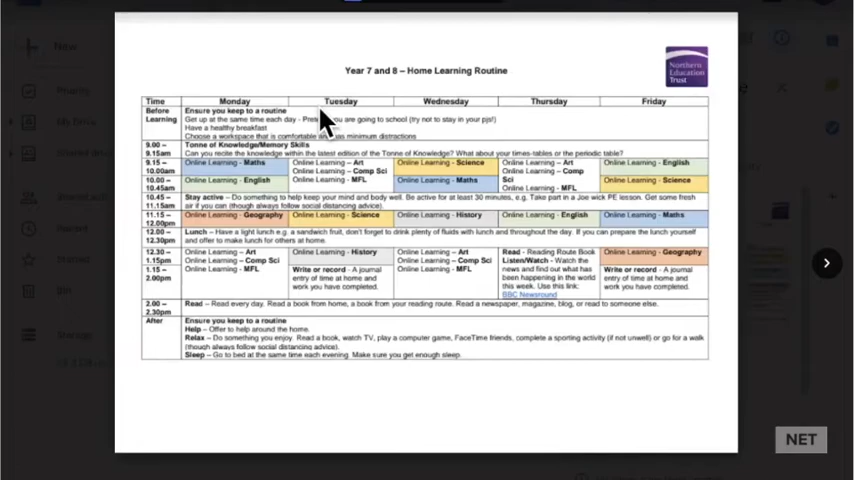 New
Priority
My Drive
Storage
Year 7 and 8 – Home Learning Routine
Northern
Education
Trust
Time Monday Tuesday Wednesday Thursday Friday
Before Learning
Ensure you keep to a routine
Get up at the same time each day - you are going to school (try not to stay in your pjs!)
Have a healthy breakfast
Choose a workspace that is comfortable has minimum distractions
9.00 – 9.15am
Tonne of Knowledge/Memory Skills
Can you recite the knowledge within the latest edition of the Tonne of Knowledge? What about your times-tables or the periodic table?
9.15 – 10.00am
Online Learning - Maths
Online Learning – Art
Online Learning – Comp Sci
Online Learning - MFL
Online Learning - Science
Online Learning – Art
Online Learning – Comp
Sci
Online Learning - MFL
Online Learning - English
10.00 – 10.45am
Online Learning - English
Online Learning - Maths
Online Learning - Science
10.45 – 11.15am
Stay active – Do something to help keep your mind and body well. Be active for at least 30 minutes, e.g. Take part in a Joe wick PE lesson. Get some fresh
air if you can (though always follow social distancing advice).
11.15 – 12.00pm
Online Learning - Geography
Online Learning - Science
Online Learning - History
Online Learning - English
Online Learning - Maths
12.00 – 12.30pm
Lunch – Have a light lunch e.g. a sandwich fruit, don't forget to drink plenty of fluids with lunch and throughout the day. If you can prepare the lunch yourself
and offer to make lunch for others at home.
12.30 – 1.15pm
1.15 – 2.00pm
Online Learning – Art
Online Learning – Comp Sci
Online Learning - MFL
Online Learning - History
Write or record - A journal
entry of time at home and
work you have completed.
Online Learning – Art
Online Learning – Comp Sci
Online Learning - MFL
Read - Reading Route Book
Listen/Watch - Watch the
news and find out what has
been happening in the world
this week. Use this link:
BBC Newsround
Online Learning - Geography
Write or record - A journal
entry of time at home and
work you have completed.
2.00 – 2.30pm
Read – Read every day. Read a book from home, a book from your reading route. Read a newspaper, magazine, blog, or read to someone else.
After
Ensure you keep to a routine
Help – Offer to help around the home.
Relax – Do something you enjoy. Read a book, watch TV, play a computer game, FaceTime friends, complete a sporting activity (if not unwell) or go for a walk
(though always follow social distancing advice).
Sleep – Go to bed at the same time each evening. Make sure you get enough sleep.
NET